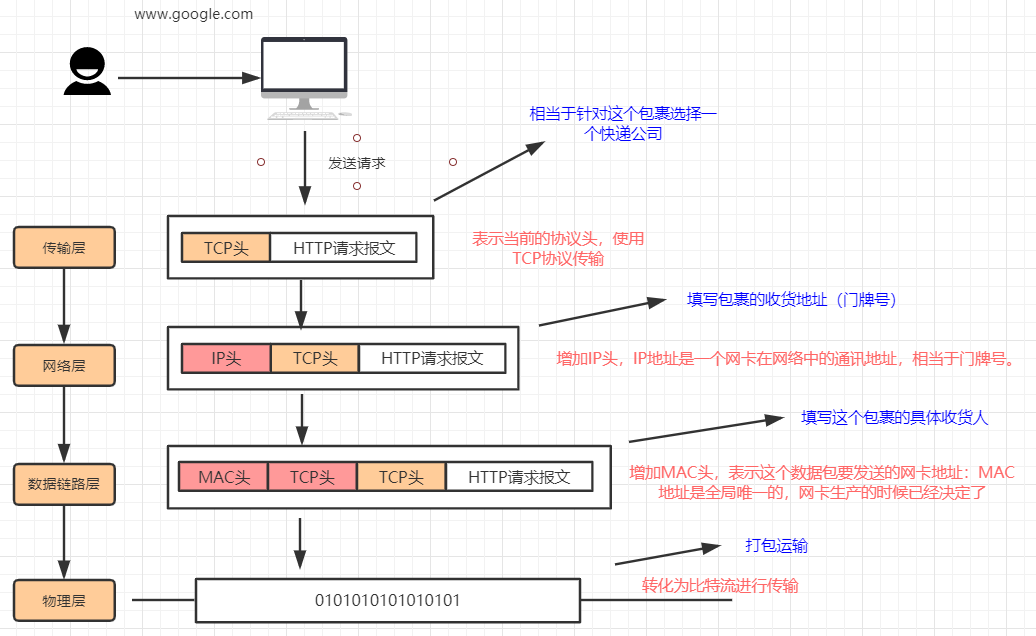 www.google.com
相当于针对这个包裹选择一
个快递公司
发送请求
传输层
TCP头
HTTP请求报文
表示当前的协议头，使用
TCP协议传输
填写包裹的收货地址（门牌号）
网络层
IP头
TCP头
HTTP请求报文
增加IP头，IP地址是一个网卡在网络中的通讯地址，相当于门牌号。
填写这个包裹的具体收货人
数据链路层
MAC头
TCP头
TCP头
HTTP请求报文
增加MAC头，表示这个数据包要发送的网卡地址：MAC
地址是全局唯一的，网卡生产的时候已经决定了
打包运输
转化为比特流进行传输
物理层
0101010101010101